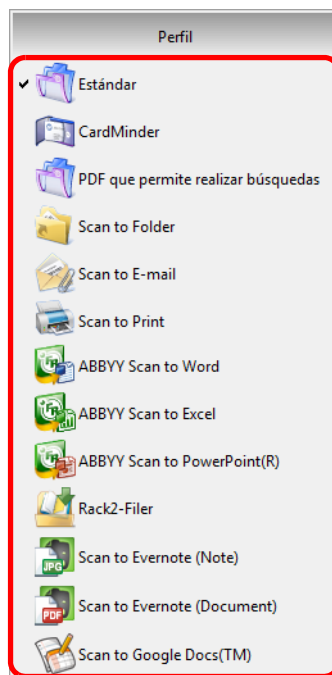 Perfil
Estándar
CardMinder
PDF que permite realizar búsquedas
Scan to Folder
Scan to E-mail
Scan to Print
ABBYY Scan to Word
ABBYY Scan to Excel
ABBYY Scan to PowerPoint(R)
Rack2-Filer
JPG Scan to Evernote (Note)
PDF Scan to Evernote (Document)
Scan to Google Docs(TM)